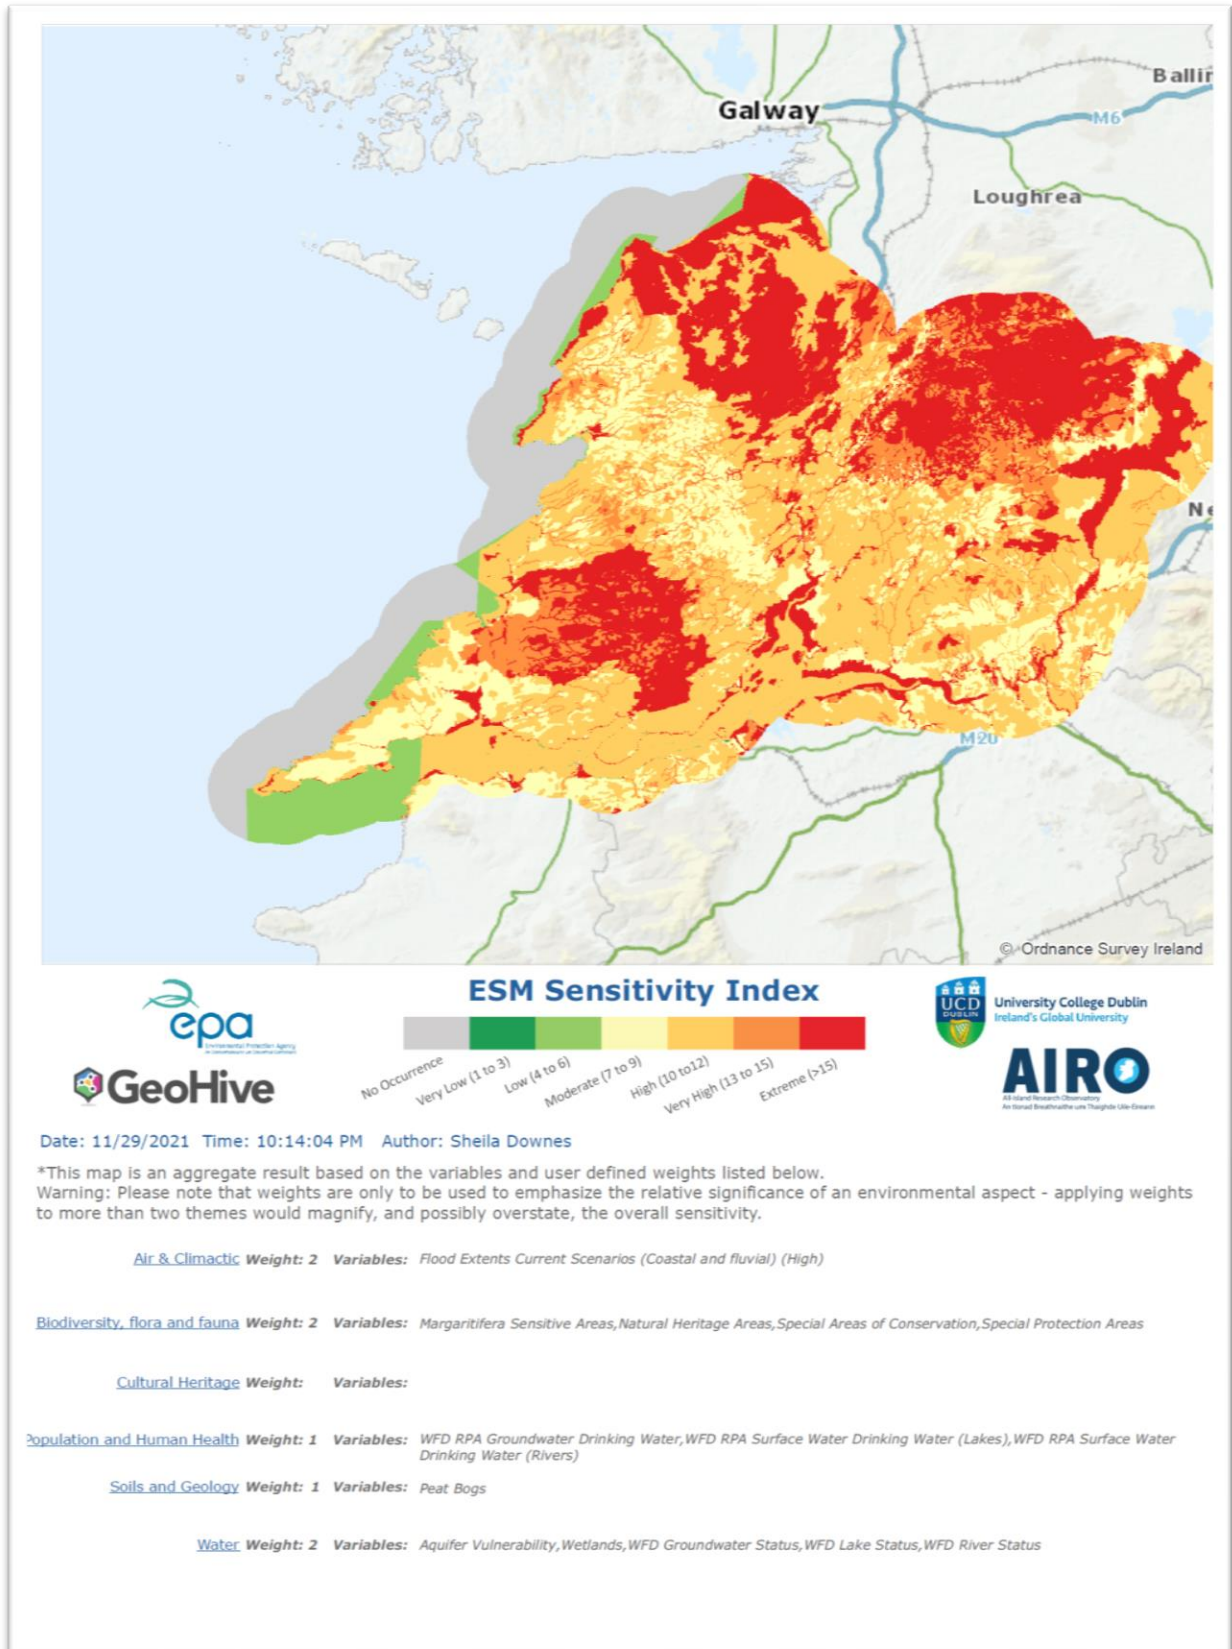 Galway
Ballir
M6
Loughrea
Ne
M20
© Ordnance Survey Ireland
epa
Environmental Protection Agency
ESM Sensitivity Index
UCD
DUBLIN
University College Dublin
Ireland's Global University
GeoHive
No Occurrence
Very Low (1 to 3)
Low (4 to 6)
Moderate (7 to 9)
High (10 to12)
Very High (13 to 15)
Extreme (>15)
AIRO
All-Island Research Observatory
Date: 11/29/2021 Time: 10:14:04 PM Author: Sheila Downes
*This map is an aggregate result based on the variables and user defined weights listed below.
Warning: Please note that weights are only to be used to emphasize the relative significance of an environmental aspect - applying weights
to more than two themes would magnify, and possibly overstate, the overall sensitivity.
Air & Climactic Weight: 2 Variables: Flood Extents Current Scenarios (Coastal and fluvial) (High)
Biodiversity, flora and fauna Weight: 2 Variables: Margaritifera Sensitive Areas,Natural Heritage Areas,Special Areas of Conservation,Special Protection Areas
Cultural Heritage Weight: Variables:
Population and Human Health Weight: 1 Variables: WFD RPA Groundwater Drinking Water,WFD RPA Surface Water Drinking Water (Lakes),WFD RPA Surface Water
Drinking Water (Rivers)
Soils and Geology Weight: 1 Variables: Peat Bogs
Water Weight: 2 Variables: Aquifer Vulnerability,Wetlands,WFD Groundwater Status,WFD Lake Status,WFD River Status